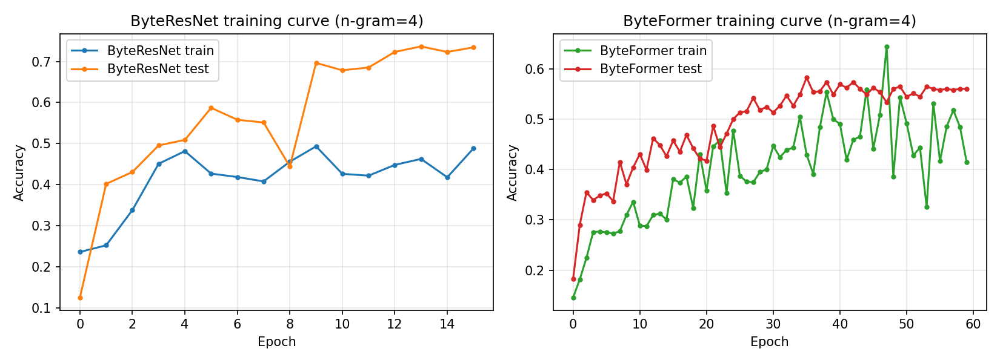 ByteResNet training curve (n-gram=4)
ByteResNet train
ByteResNet test
0.7
0.6
0.5
0.4
0.3
0.2
0.1
Accuracy
0 2 4 6 8 10 12 14
Epoch
ByteFormer training curve (n-gram=4)
ByteFormer train
ByteFormer test
0.6
0.5
0.4
0.3
0.2
Accuracy
0 10 20 30 40 50 60
Epoch